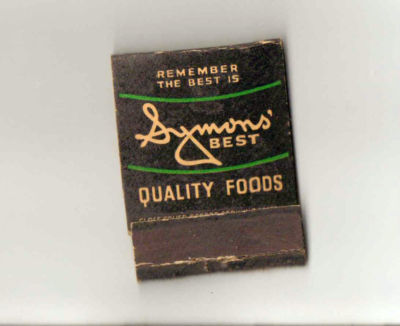 REMEMBER
THE BEST IS
Symons'
BEST
QUALITY FOODS